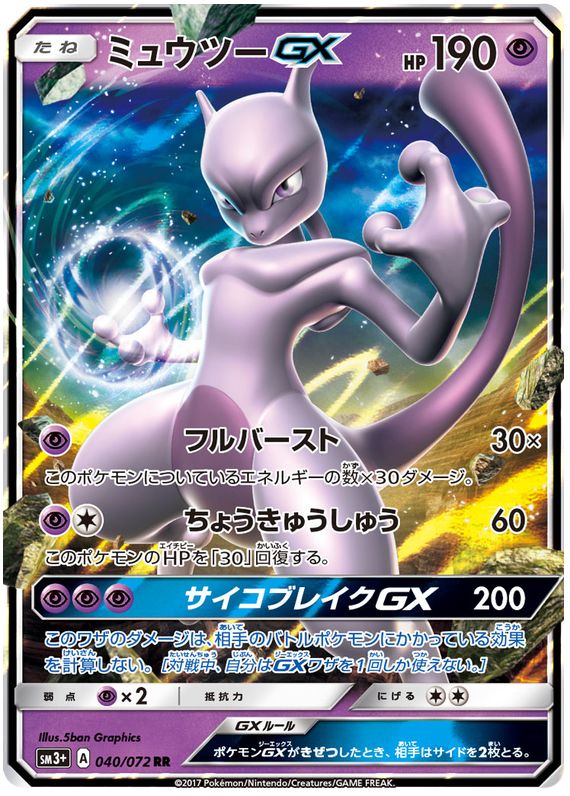 たね ミュウツーGX HP 190
フルバースト 30×
このポケモンについているエネルギーの数×30ダメージ。
ちょうきゅうしゅう 60
このポケモンのHPを「30」回復する。
サイコブレイクGX 200
このワザのダメージは、相手のバトルポケモンにかかっている効果
を計算しない。[対戦中、自分はGXワザを1回しか使えない。]
弱点 ×2 抵抗力 にげる
GXルール
ポケモンGXがきぜつしたとき、相手はサイドを2枚とる。
Illus.5ban Graphics
SM3+ A 040/072 RR
©2017 Pokémon/Nintendo/Creatures/GAME FREAK.